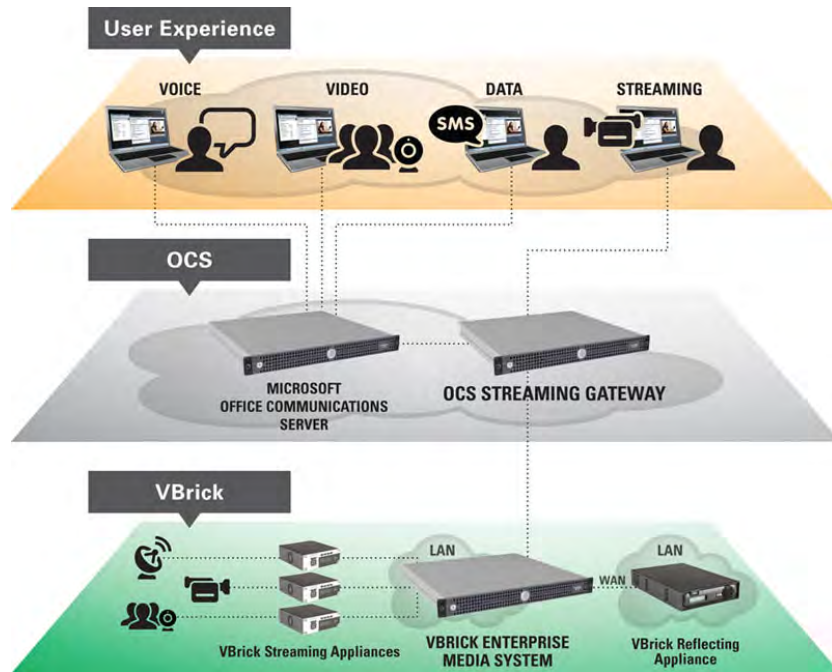 User Experience
VOICE
VIDEO
DATA
STREAMING
SMS
OCS
MICROSOFT
OFFICE COMMUNICATIONS
SERVER
OCS STREAMING GATEWAY
VBrick
LAN
LAN
WAN
VBrick Streaming Appliances
VBRICK ENTERPRISE
MEDIA SYSTEM
VBrick Reflecting
Appliance